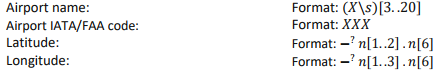 Airport name: Format: (X\s)[3..20]
Airport IATA/FAA code: Format: XXX
Latitude: Format: −? n[1..2] . n[6]
Longitude: Format: −? n[1..3] . n[6]